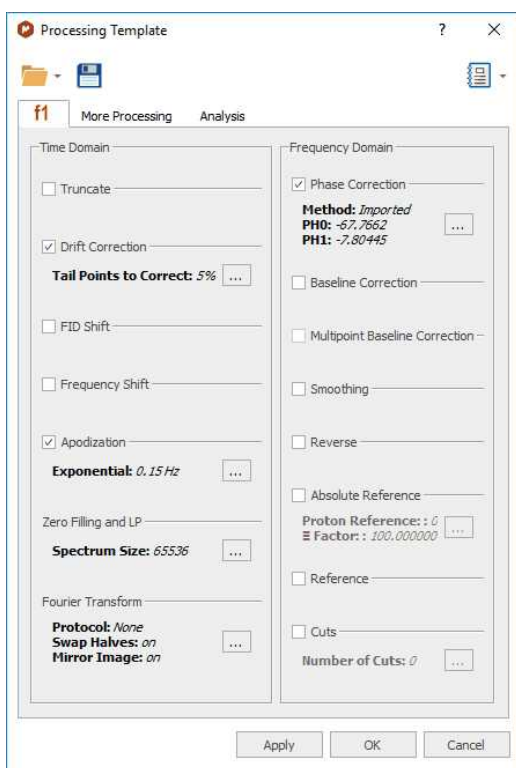 Processing Template
?
f1
More Processing
Analysis
Time Domain
Truncate
Drift Correction
Tail Points to Correct: 5%
...
FID Shift
Frequency Shift
Apodization
Exponential: 0.15 Hz
...
Zero Filling and LP
Spectrum Size: 65536
...
Fourier Transform
Protocol: None
Swap Halves: on
Mirror Image: on
...
Frequency Domain
Phase Correction
Method: Imported
PH0: -67.7662
PH1: -7.80445
...
Baseline Correction
Multipoint Baseline Correction
Smoothing
Reverse
Absolute Reference
Proton Reference: : 0
Ξ Factor: : 100.000000
...
Reference
Cuts
Number of Cuts: 0
...
Apply
OK
Cancel